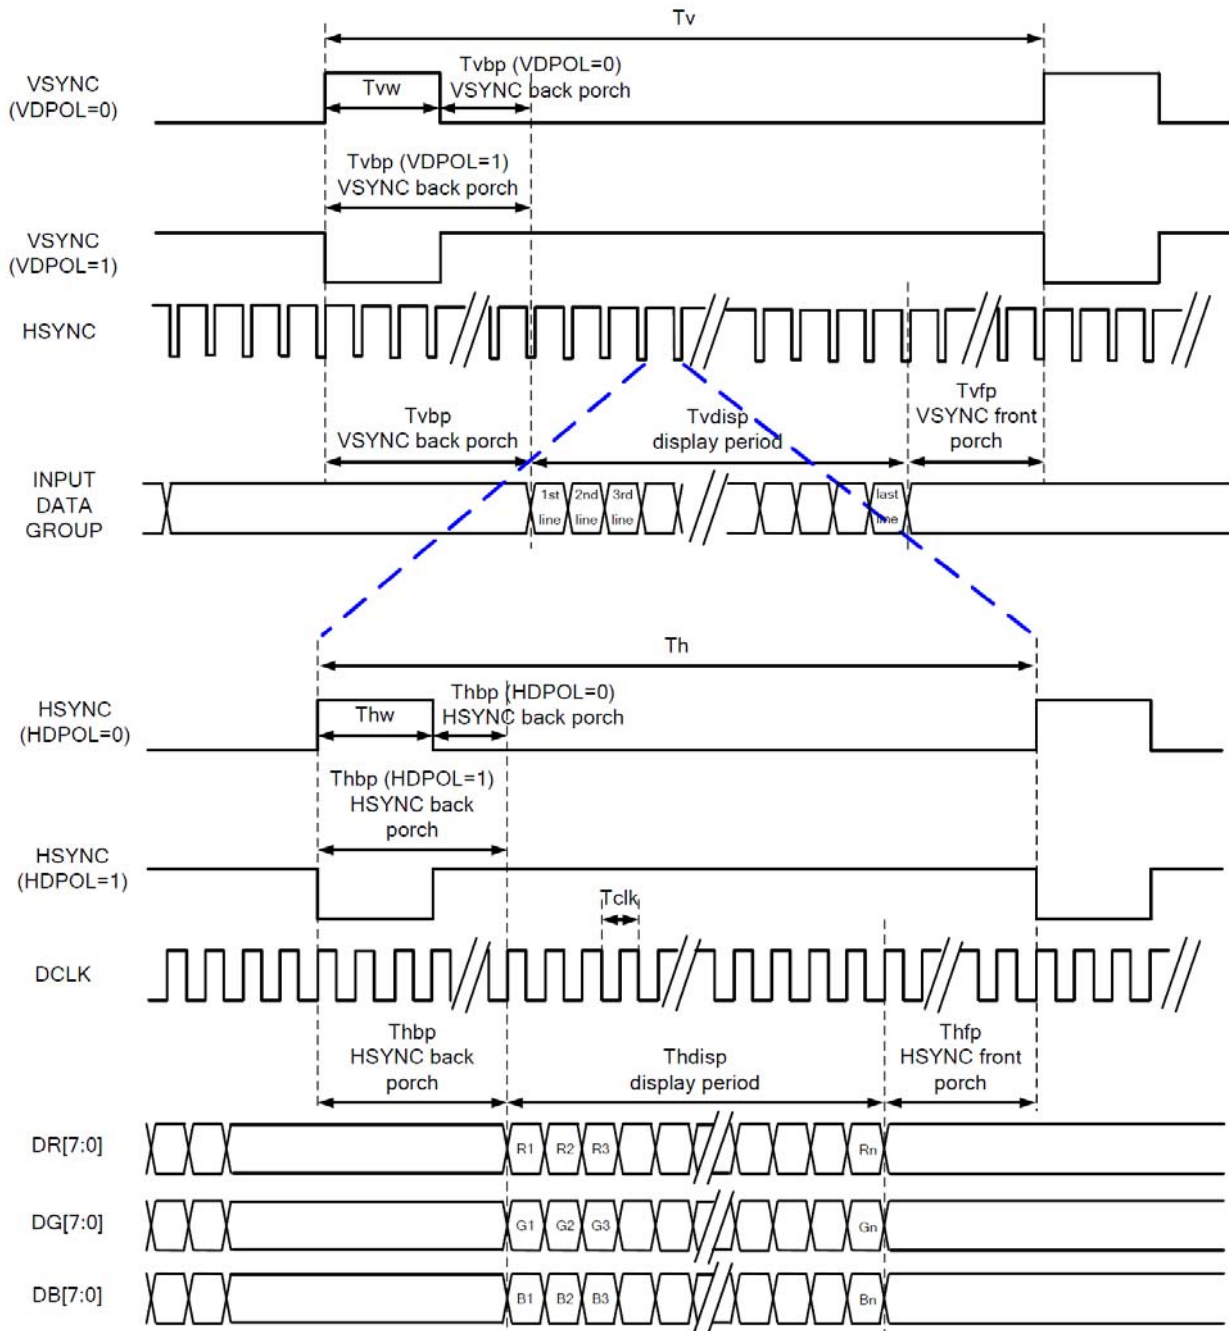 Tv
VSYNC
(VDPOL=0)
Tvw
Tvbp (VDPOL=0)
VSYNC back porch
Tvbp (VDPOL=1)
VSYNC back porch
VSYNC
(VDPOL=1)
HSYNC
Tvbp
VSYNC back porch
Tvdisp
display period
Tvfp
VSYNC front
porch
INPUT
DATA
GROUP
1st
line
2nd
line
3rd
line
last
line
Th
HSYNC
(HDPOL=0)
Thw
Thbp (HDPOL=0)
HSYNC back porch
Thbp (HDPOL=1)
HSYNC back
porch
HSYNC
(HDPOL=1)
Tclk
DCLK
Thbp
HSYNC back
porch
Thdisp
display period
Thfp
HSYNC front
porch
DR[7:0]
R1 R2 R3 Rn
DG[7:0]
G1 G2 G3 Gn
DB[7:0]
B1 B2 B3 Bn